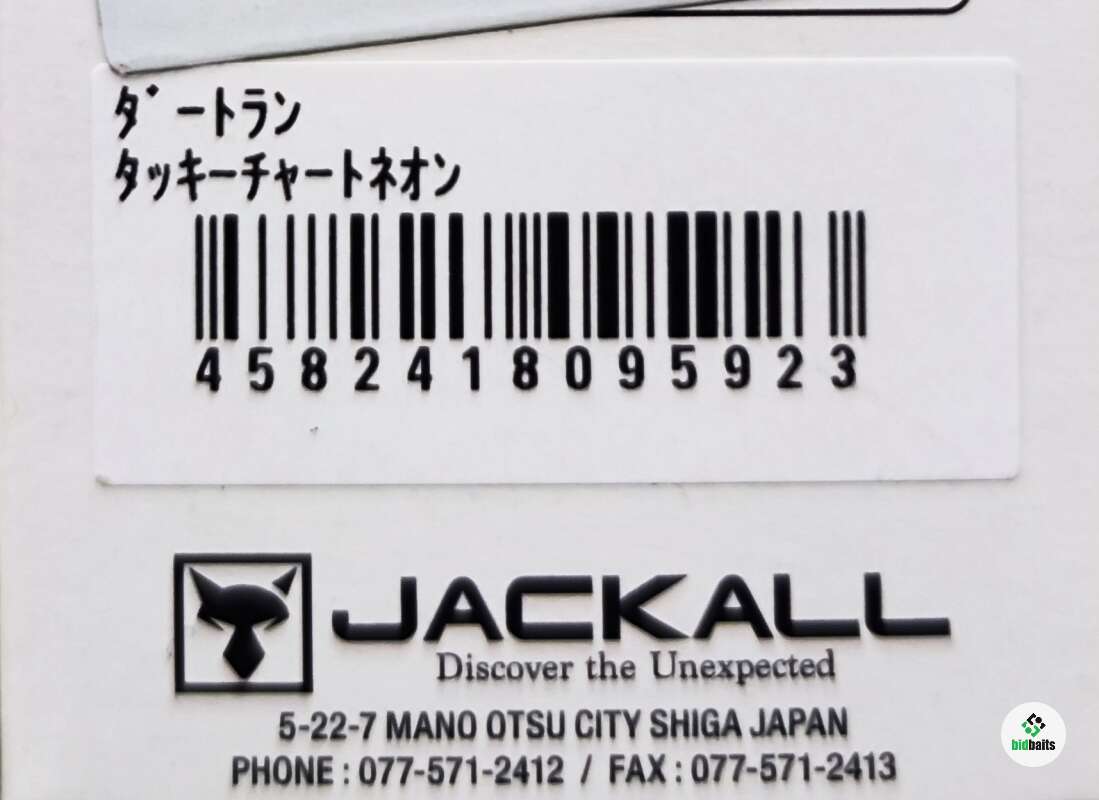 ダートラン
タッキーチャートネオン
4582418095923
JACKALL
Discover the Unexpected
5-22-7 MANO OTSU CITY SHIGA JAPAN
PHONE : 077-571-2412 / FAX : 077-571-2413
bidbaits